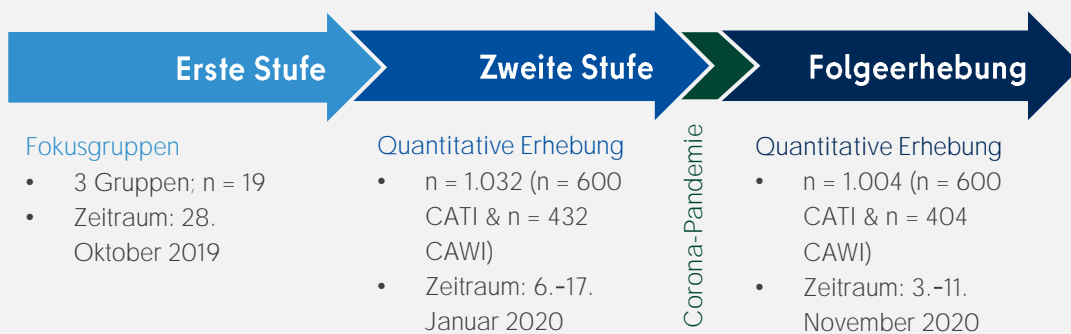 Erste Stufe
Fokusgruppen
• 3 Gruppen; n = 19
• Zeitraum: 28.
Oktober 2019
Zweite Stufe
Quantitative Erhebung
• n = 1.032 (n = 600
CATI & n = 432
CAWI)
• Zeitraum: 6.–17.
Januar 2020
Corona-Pandemie
Folgeerhebung
Quantitative Erhebung
• n = 1.004 (n = 600
CATI & n = 404
CAWI)
• Zeitraum: 3.–11.
November 2020